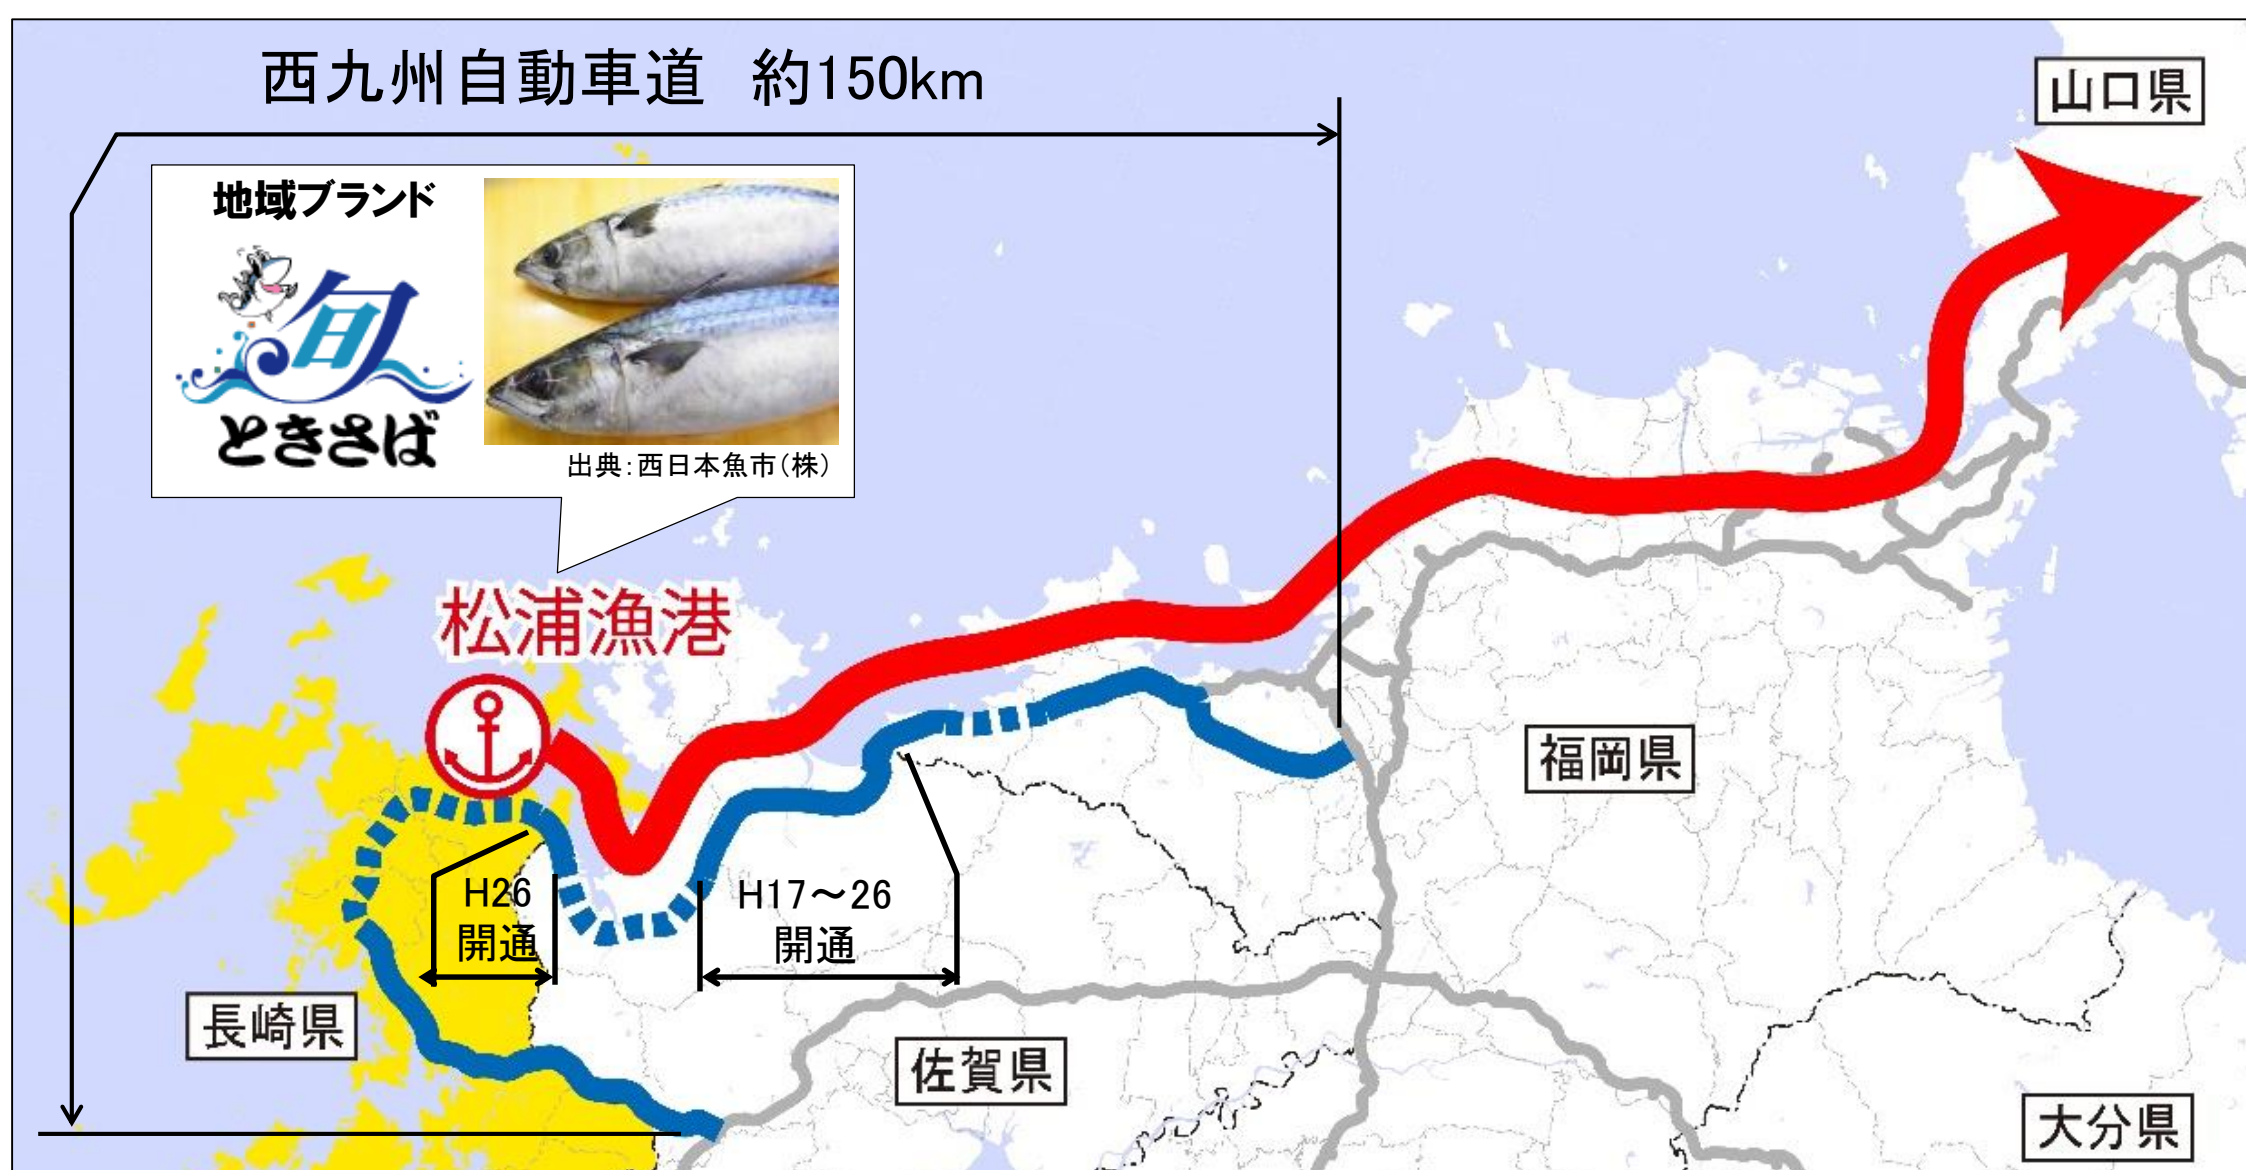 西九州自動車道　約150km
山口県
地域ブランド
旬
ときさば
出典：西日本魚市（株）
松浦漁港
福岡県
H26
開通
H17～26
開通
長崎県
佐賀県
大分県